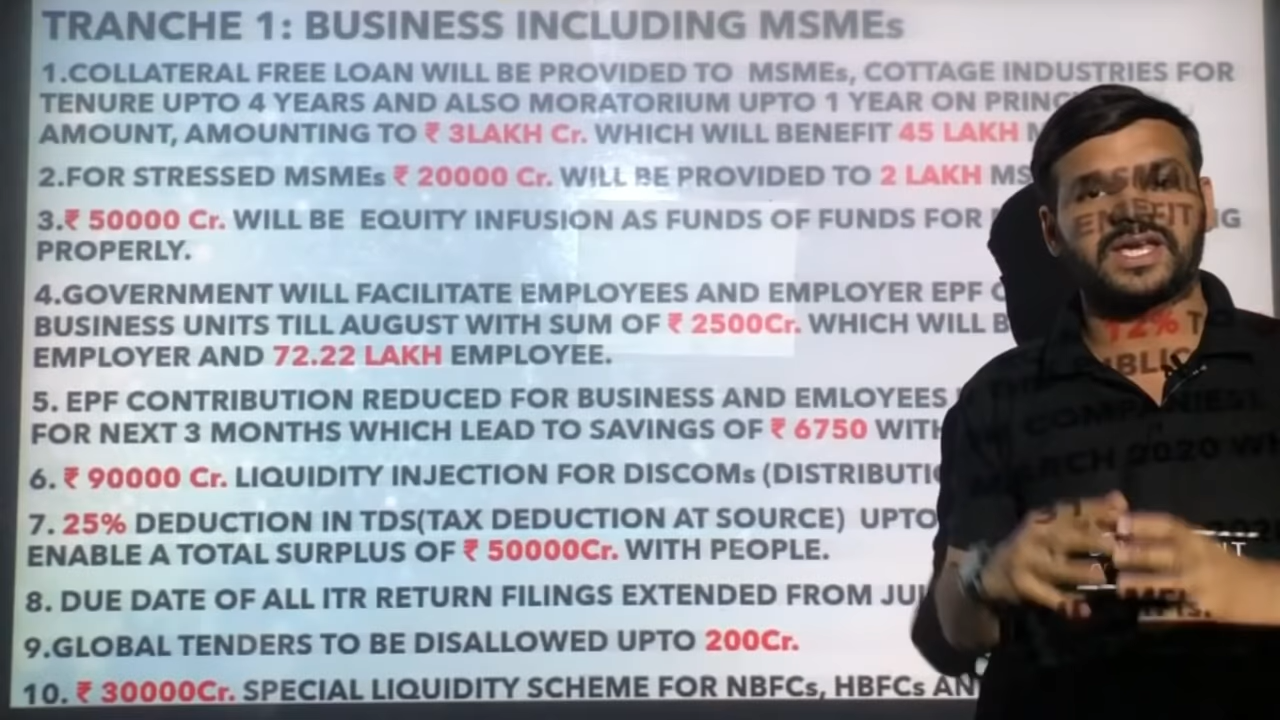 TRANCHE 1: BUSINESS INCLUDING MSMEs
1.COLLATERAL FREE LOAN WILL BE PROVIDED TO MSMEs, COTTAGE INDUSTRIES FOR
TENURE UPTO 4 YEARS AND ALSO MORATORIUM UPTO 1 YEAR ON
AMOUNT, AMOUNTING TO ₹ 3LAKH Cr. WHICH WILL BENEFIT 45 LAKH
2.FOR STRESSED MSMEs ₹ 20000 Cr. WILL BE PROVIDED TO 2 LAKH
3.₹ 50000 Cr. WILL BE EQUITY INFUSION AS FUNDS OF FUNDS FOR
PROPERLY.
4.GOVERNMENT WILL FACILITATE EMPLOYEES AND EMPLOYER EPF
BUSINESS UNITS TILL AUGUST WITH SUM OF ₹ 2500Cr. WHICH WILL
EMPLOYER AND 72.22 LAKH EMPLOYEE.
5. EPF CONTRIBUTION REDUCED FOR BUSINESS AND EMLOYEES 12%
FOR NEXT 3 MONTHS WHICH LEAD TO SAVINGS OF ₹ 6750
6. ₹ 90000 Cr. LIQUIDITY INJECTION FOR DISCOMs
7. 25% DEDUCTION IN TDS(TAX DEDUCTION AT SOURCE) UPTO MARCH 2020
ENABLE A TOTAL SURPLUS OF ₹ 50000Cr. WITH PEOPLE.
8. DUE DATE OF ALL ITR RETURN FILINGS EXTENDED FROM
9.GLOBAL TENDERS TO BE DISALLOWED UPTO 200Cr.
10. ₹ 30000Cr. SPECIAL LIQUIDITY SCHEME FOR NBFCs, HBFCs